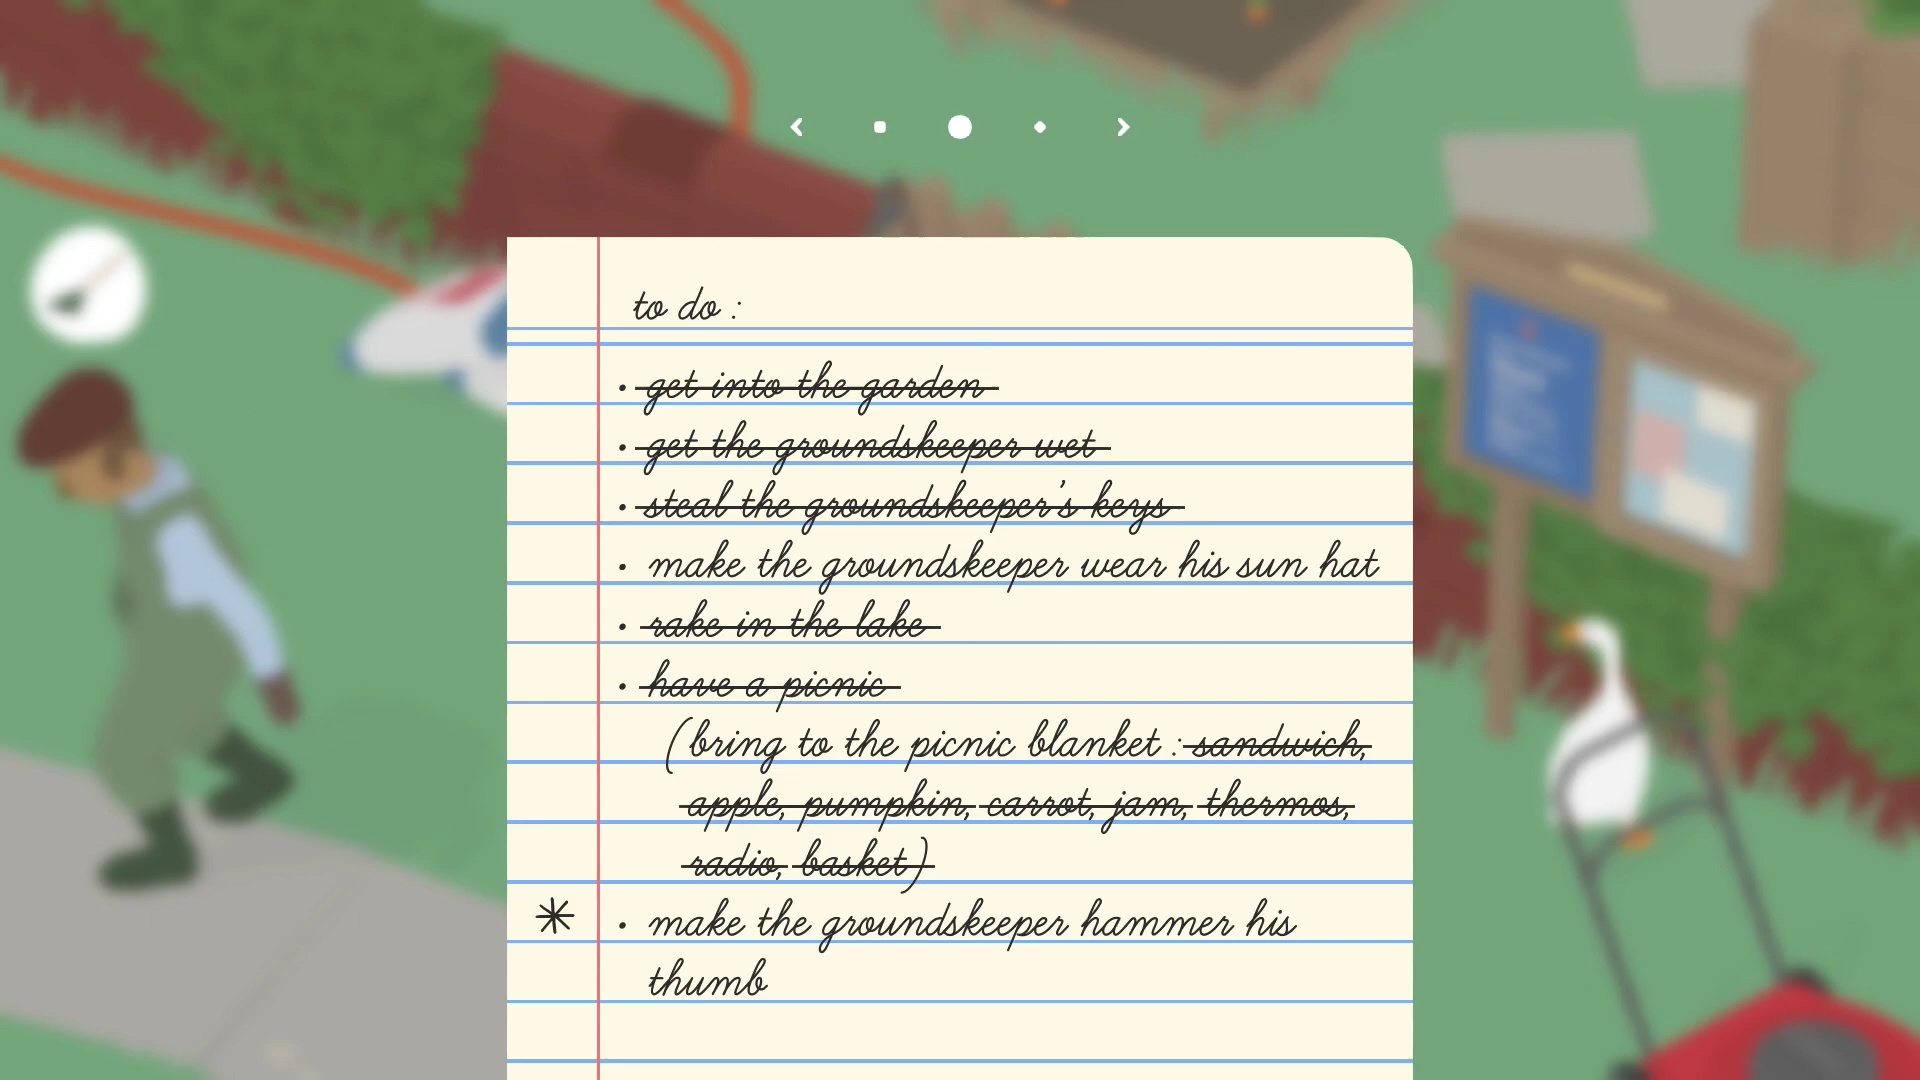 to do :
• get into the garden
• get the groundskeeper wet
• steal the groundskeeper's keys
• make the groundskeeper wear his sun hat
• rake in the lake
• have a picnic
(bring to the picnic blanket : sandwich,
apple, pumpkin, carrot, jam, thermos,
radio, basket)
* • make the groundskeeper hammer his
thumb